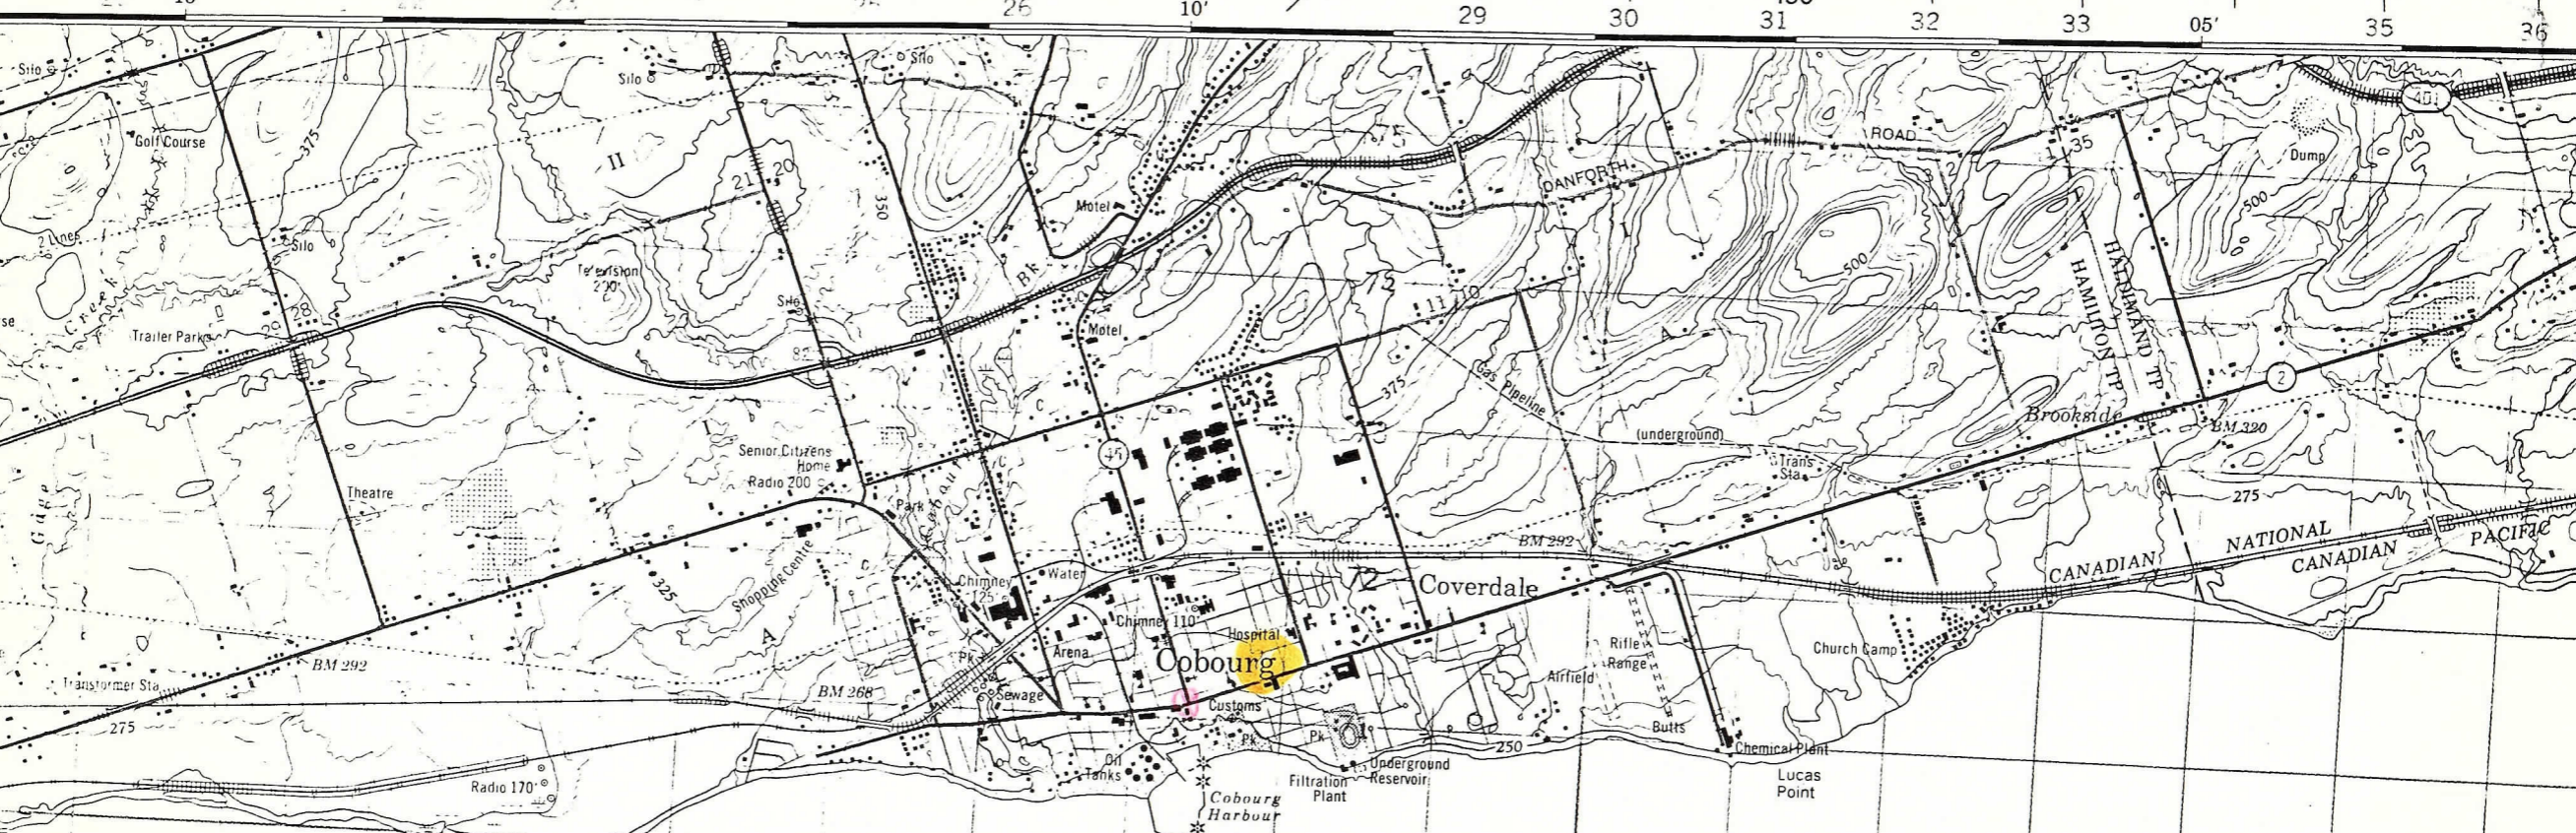 26
10'
29
30
31
32
33
05'
35
36
Silo
Silo
Silo
401
Golf Course
375
II
ROAD
35
Dump
21
20
350
DANFORTH
500
Motel
2 Lines
Silo
Television
Bk
HALDIMAND TP
HAMILTON TP
500
Silo
C
11
10
Creek
29
28
Trailer Park
Motel
A
82
Gas Pipeline
375
2
C
I
Brookside
BM 320
(underground)
Senior Citizens
Home
45
Radio 200
C
Trans
Sta
275
Theatre
Park
Gage
BM 292
NATIONAL
PACIFIC
CANADIAN
CANADIAN
Shopping Centre
C
325
Chimney
125
Water
Coverdale
Chimney 110'
Hospital
A
Pk
Arena
Cobourg
Rifle
Range
Church Camp
BM 292
Airfield
Transformer Sta
BM 268
Sewage
Customs
275
Pk
Pk
Butts
250
Chemical Plant
Oil
Tanks
Underground
Reservoir
Radio 170'
Filtration
Plant
Lucas
Point
Cobourg
Harbour